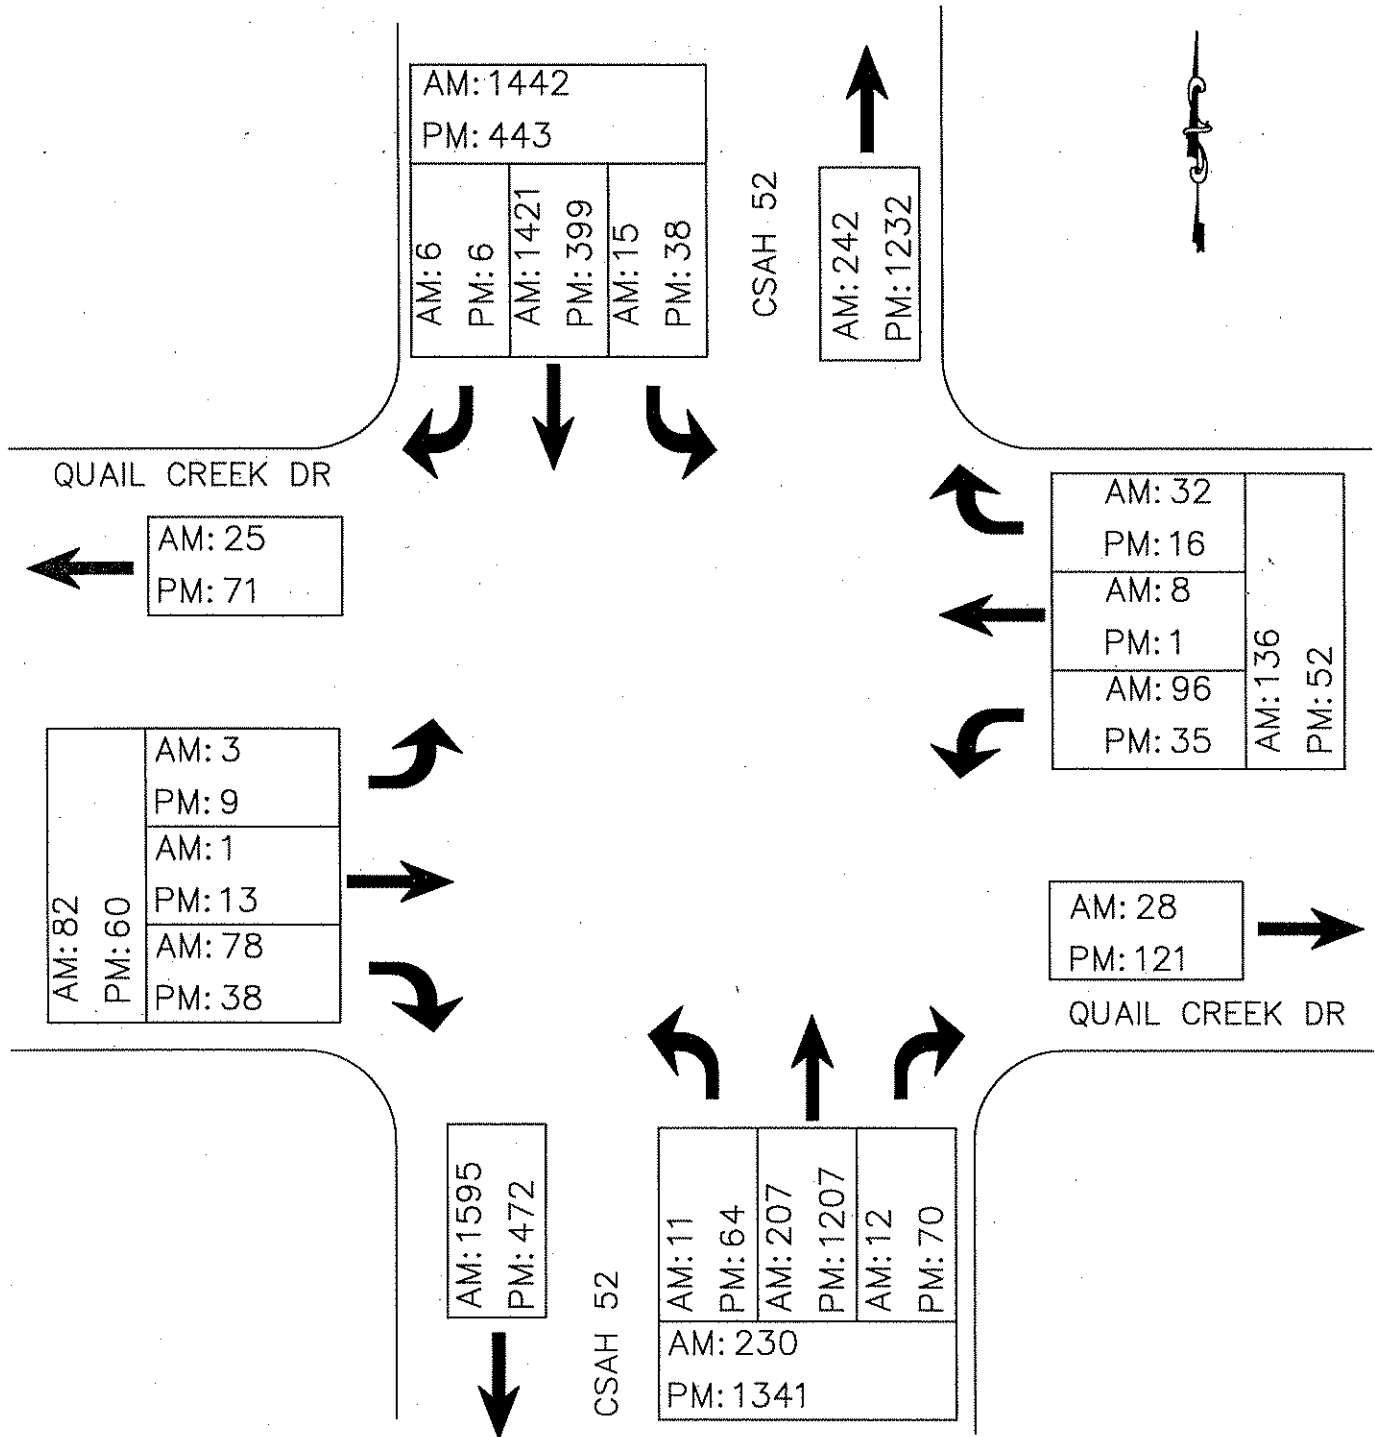 AM: 1442
PM: 443
AM: 6
PM: 6
AM: 1421
PM: 399
AM: 15
PM: 38
CSAH 52
AM: 242
PM: 1232
QUAIL CREEK DR
AM: 25
PM: 71
AM: 32
PM: 16
AM: 8
PM: 1
AM: 96
PM: 35
AM: 136
PM: 52
AM: 82
PM: 60
AM: 3
PM: 9
AM: 1
PM: 13
AM: 78
PM: 38
AM: 28
PM: 121
QUAIL CREEK DR
AM: 1595
PM: 472
CSAH 52
AM: 11
PM: 64
AM: 207
PM: 1207
AM: 12
PM: 70
AM: 230
PM: 1341